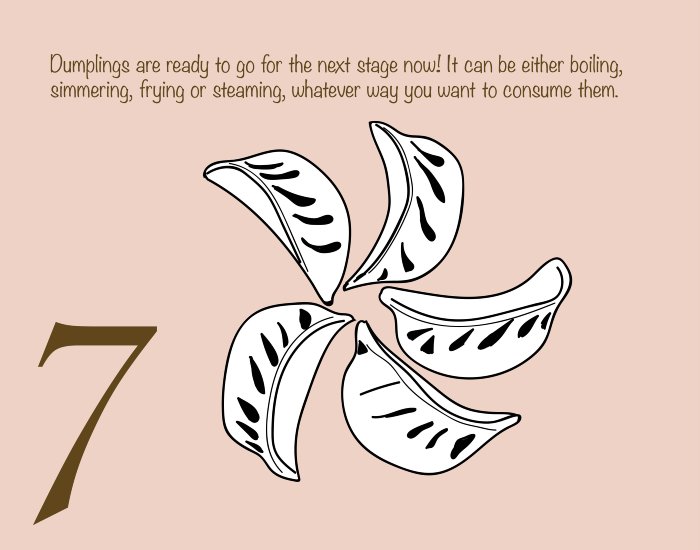 Dumplings are ready to go for the next stage now! It can be either boiling,
simmering, frying or steaming, whatever way you want to consume them.
7